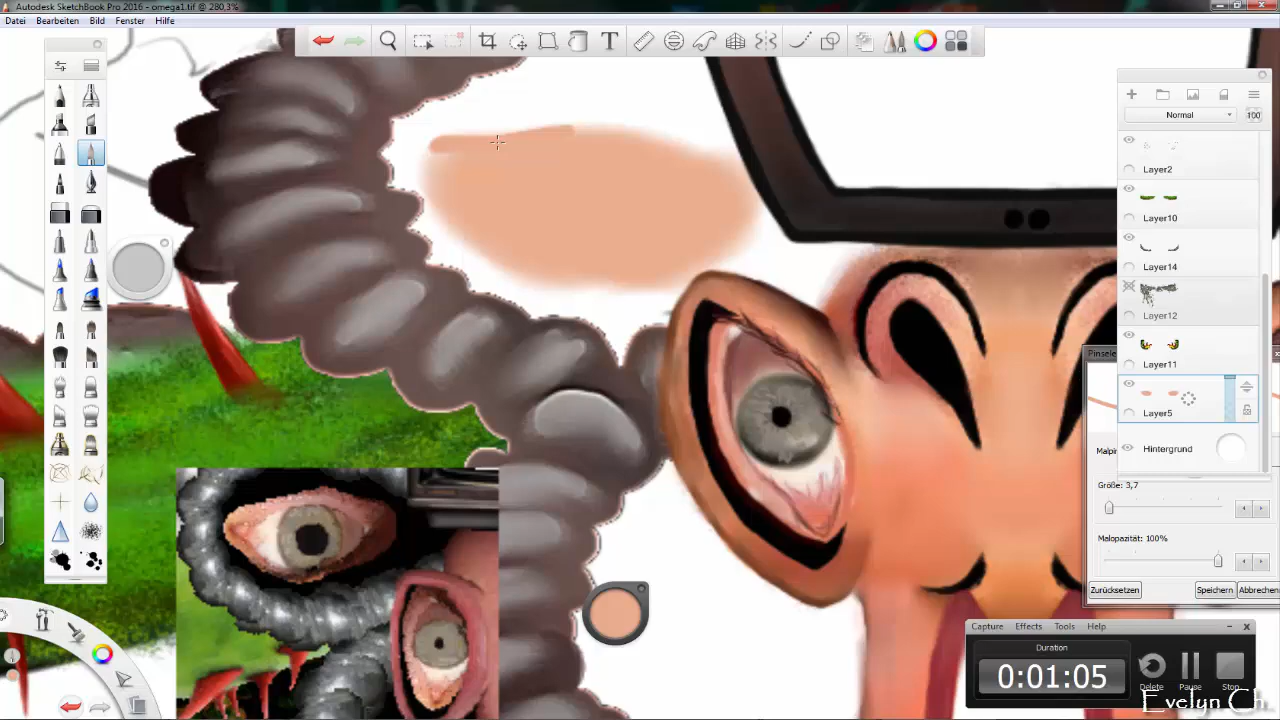 Autodesk SketchBook Pro 2016 - omega1.tif @ 280,3%
Datei Bearbeiten Bild Fenster Hilfe
T
Normal
100
Layer2
Layer10
Layer14
Layer12
Layer11
Layer5
Hintergrund
Größe: 3,7
Malopazität: 100%
Zurücksetzen Speichern Abbrechen
Capture Effects Tools Help
Duration
0:01:05
Delete Pause Stop
Evelyn Ch.